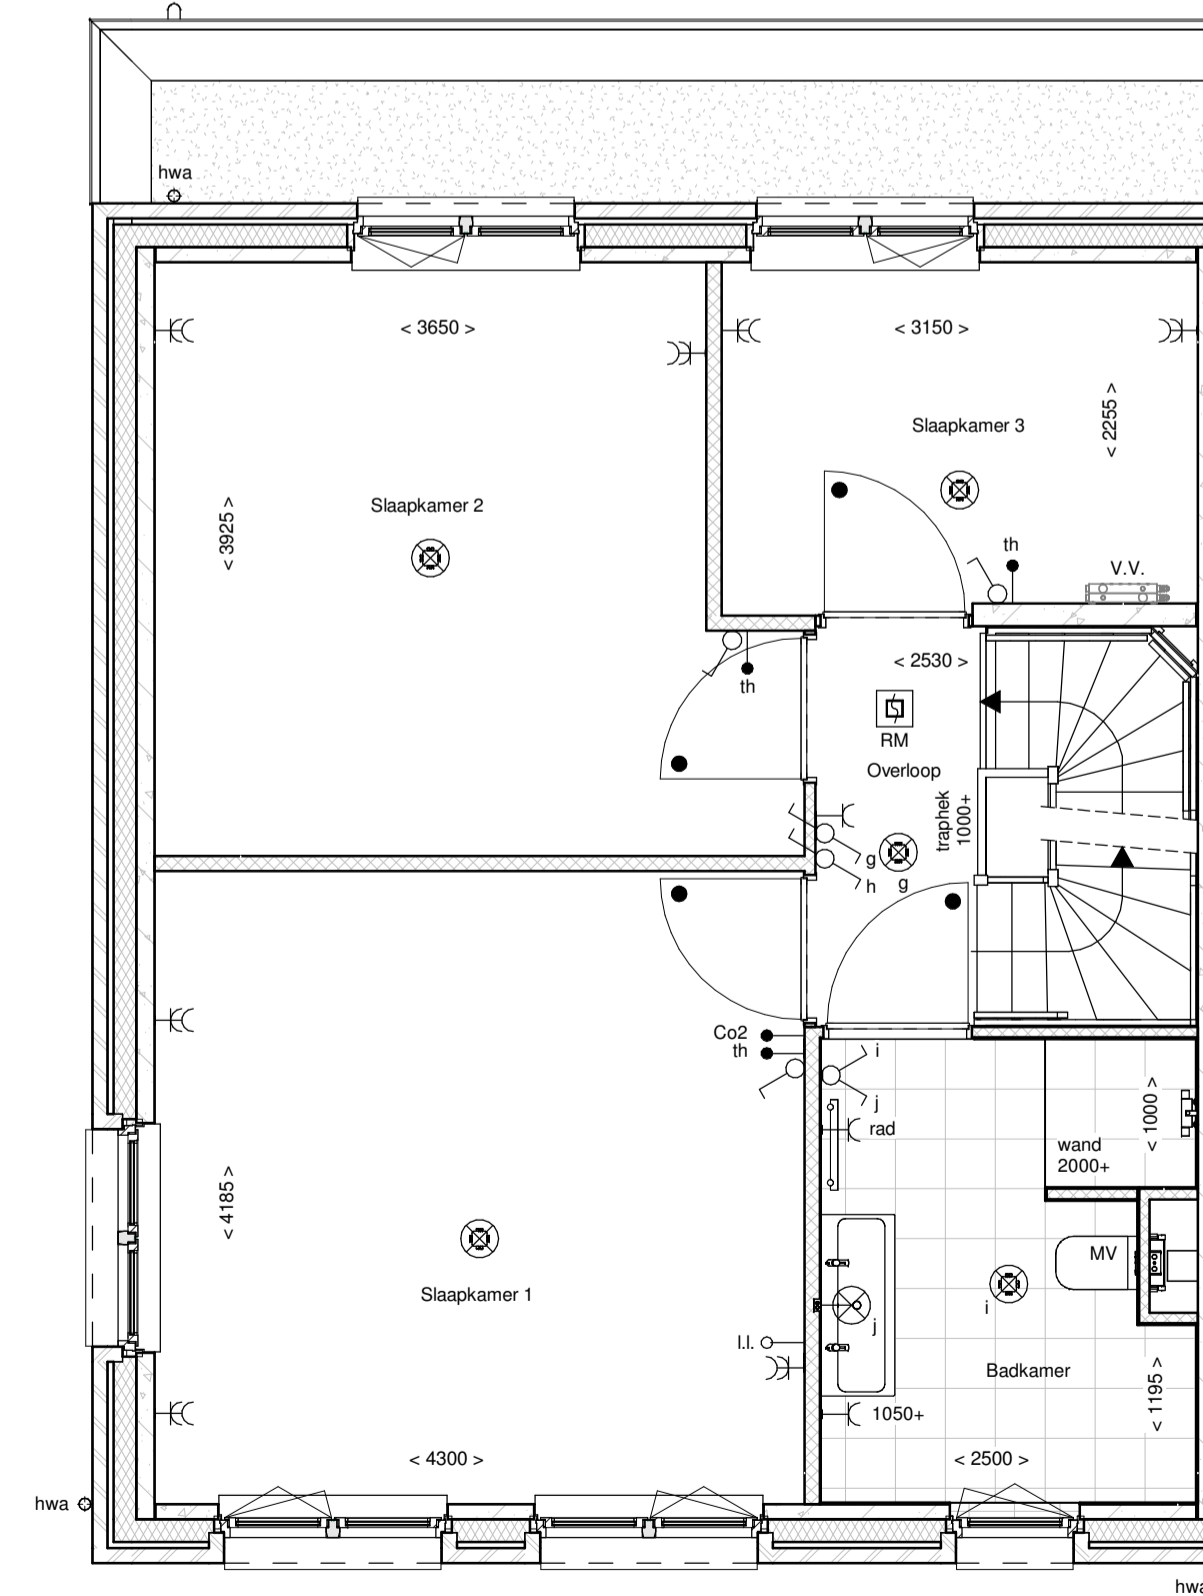 hwa
< 3650 >
< 3150 >
< 2255 >
Slaapkamer 3
Slaapkamer 2
< 3925 >
th
V.V.
< 2530 >
th
RM
Overloop
traphek
1000+
g
h
g
Co2
th
i
j
rad
< 1000 >
wand
2000+
< 4185 >
MV
Slaapkamer 1
i
j
l.l.
Badkamer
< 1195 >
1050+
< 4300 >
< 2500 >
hwa
hwa